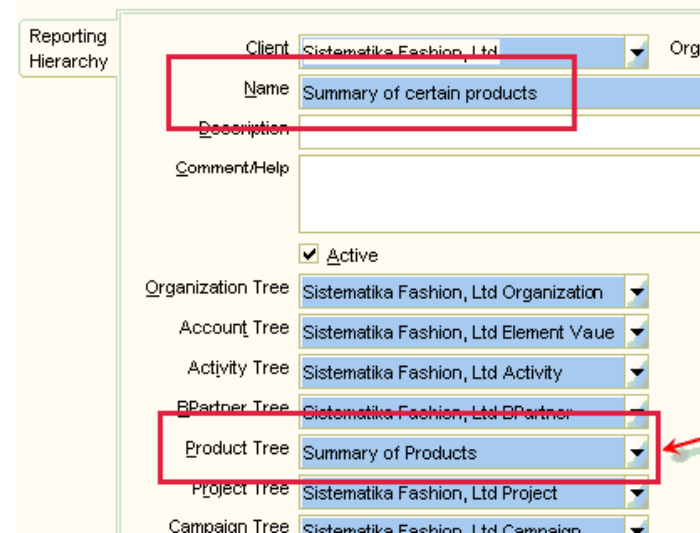 Reporting
Hierarchy
Client Sistematika Fashion, Ltd Org
Name Summary of certain products
Description
Comment/Help
Active
Organization Tree Sistematika Fashion, Ltd Organization
Account Tree Sistematika Fashion, Ltd Element Vaue
Activity Tree Sistematika Fashion, Ltd Activity
BPartner Tree Sistematika Fashion, Ltd BPartner
Product Tree Summary of Products
Project Tree Sistematika Fashion, Ltd Project
Campaign Tree Sistematika Fashion, Ltd Campaign